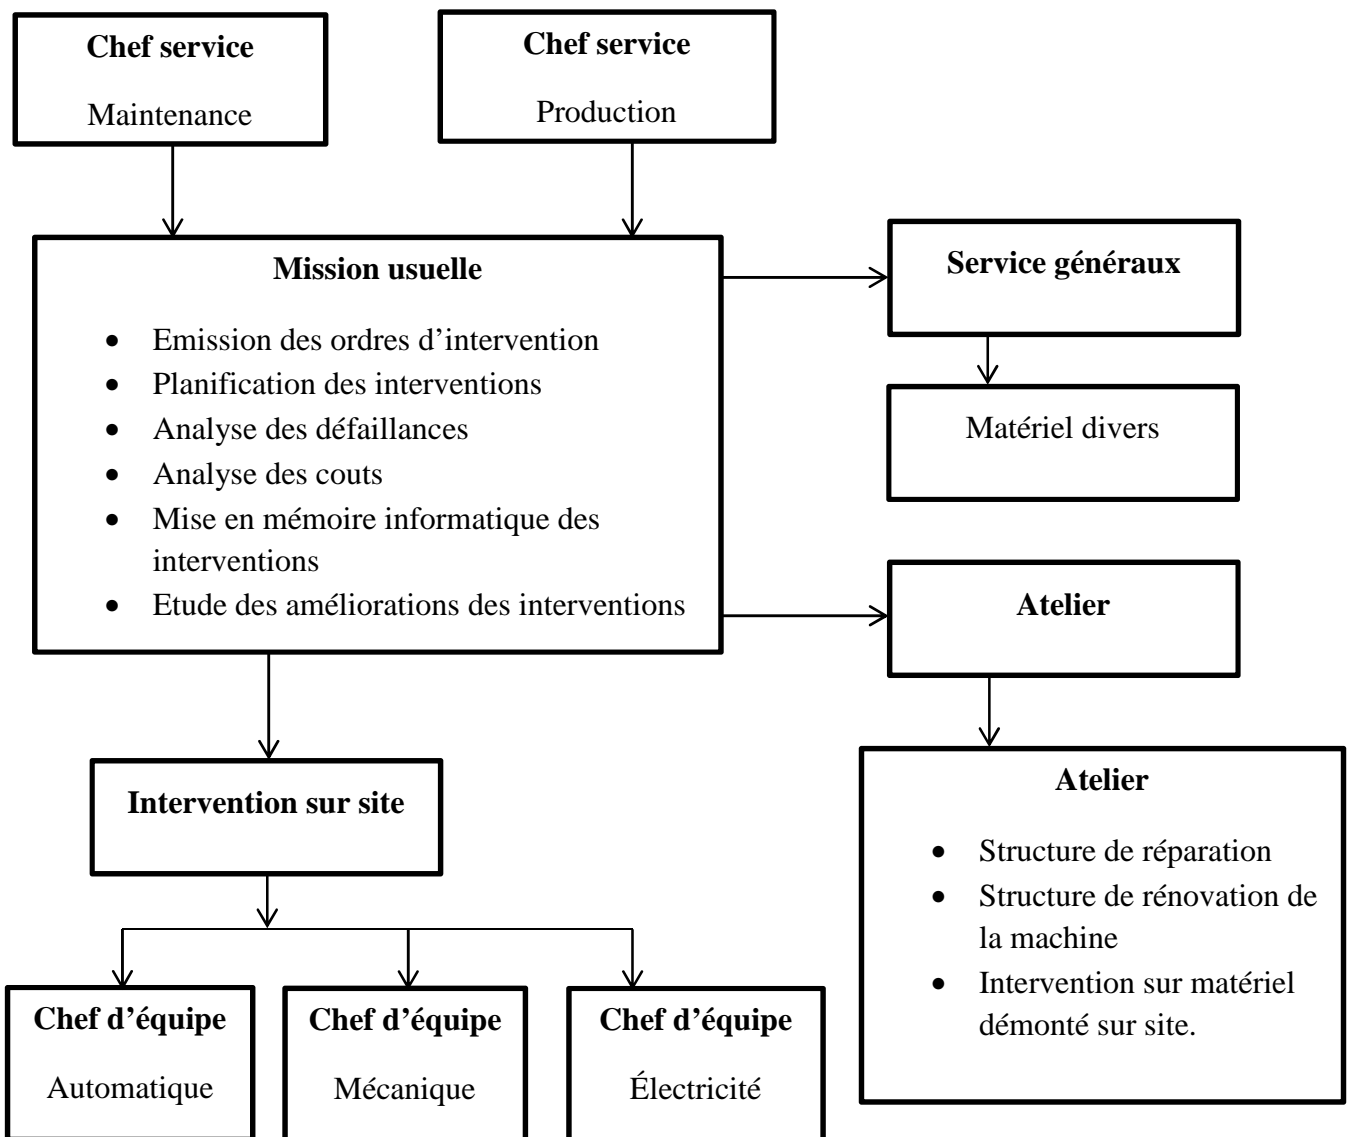 Chef service
Maintenance
Chef service
Production
Mission usuelle
• Emission des ordres d’intervention
• Planification des interventions
• Analyse des défaillances
• Analyse des couts
• Mise en mémoire informatique des
interventions
• Etude des améliorations des interventions
Service généraux
Matériel divers
Atelier
Atelier
• Structure de réparation
• Structure de rénovation de
la machine
• Intervention sur matériel
démonté sur site.
Intervention sur site
Chef d’équipe
Automatique
Chef d’équipe
Mécanique
Chef d’équipe
Électricité